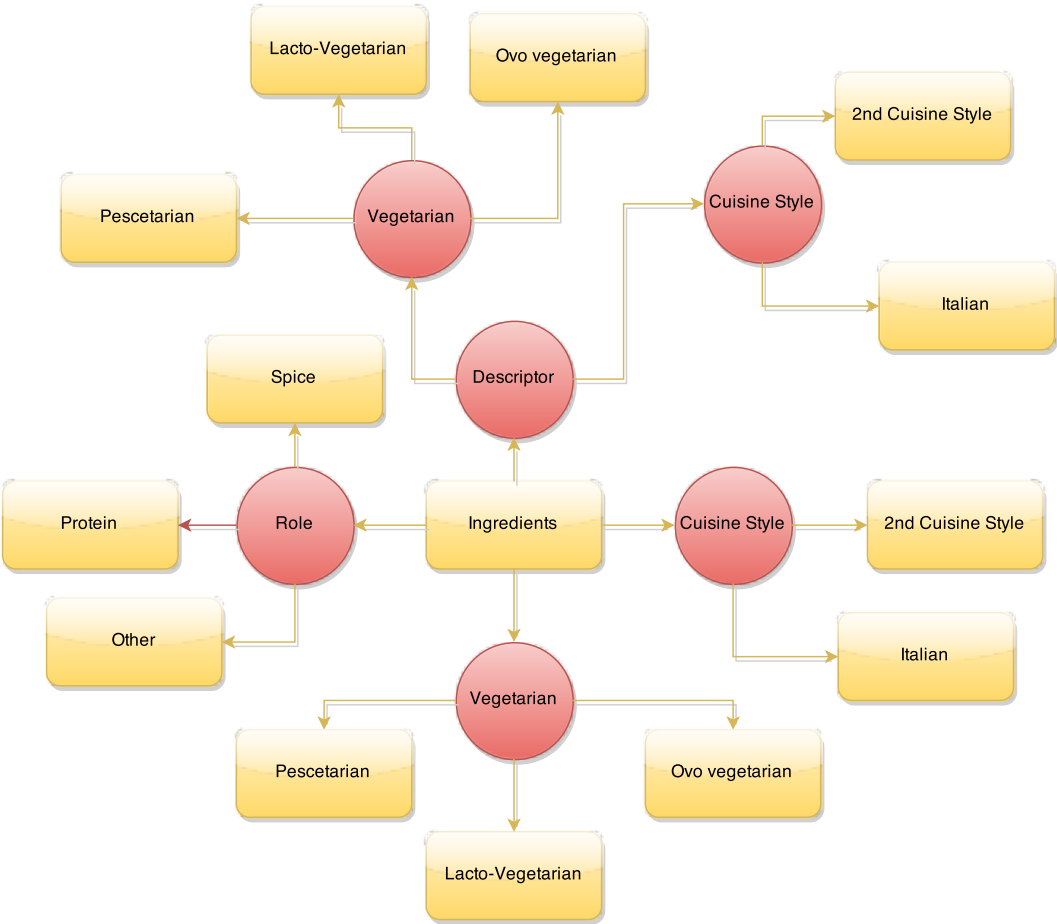 Lacto-Vegetarian
Ovo vegetarian
2nd Cuisine Style
Pescetarian
Vegetarian
Cuisine Style
Italian
Spice
Descriptor
Protein
Role
Ingredients
Cuisine Style
2nd Cuisine Style
Other
Italian
Vegetarian
Pescetarian
Ovo vegetarian
Lacto-Vegetarian